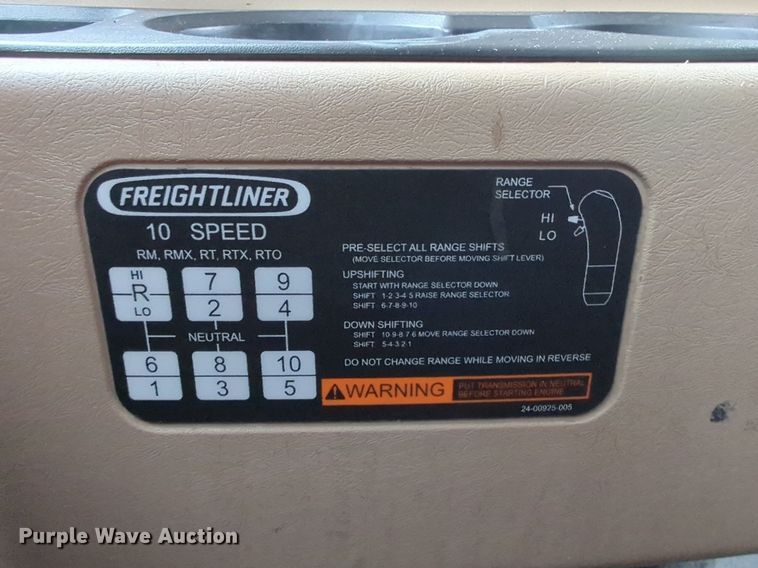 FREIGHTLINER
10 SPEED
RM, RMX, RT, RTX, RTO
HI
R
LO
7
2
9
4
NEUTRAL
6
1
8
3
10
5
RANGE
SELECTOR
HI
LO
PRE-SELECT ALL RANGE SHIFTS
(MOVE SELECTOR BEFORE MOVING SHIFT LEVER)
UPSHIFTING
START WITH RANGE SELECTOR DOWN
SHIFT 1-2 3-4 5 RAISE RANGE SELECTOR
SHIFT 6-7-8-9-10
DOWN SHIFTING
SHIFT 10 9-8-7 6 MOVE RANGE SELECTOR DOWN
SHIFT 5-4-3 2-1
DO NOT CHANGE RANGE WHILE MOVING IN REVERSE
WARNING
PUT TRANSMISSION IN NEUTRAL
BEFORE STARTING ENGINE
24-00925-005
Purple Wave Auction